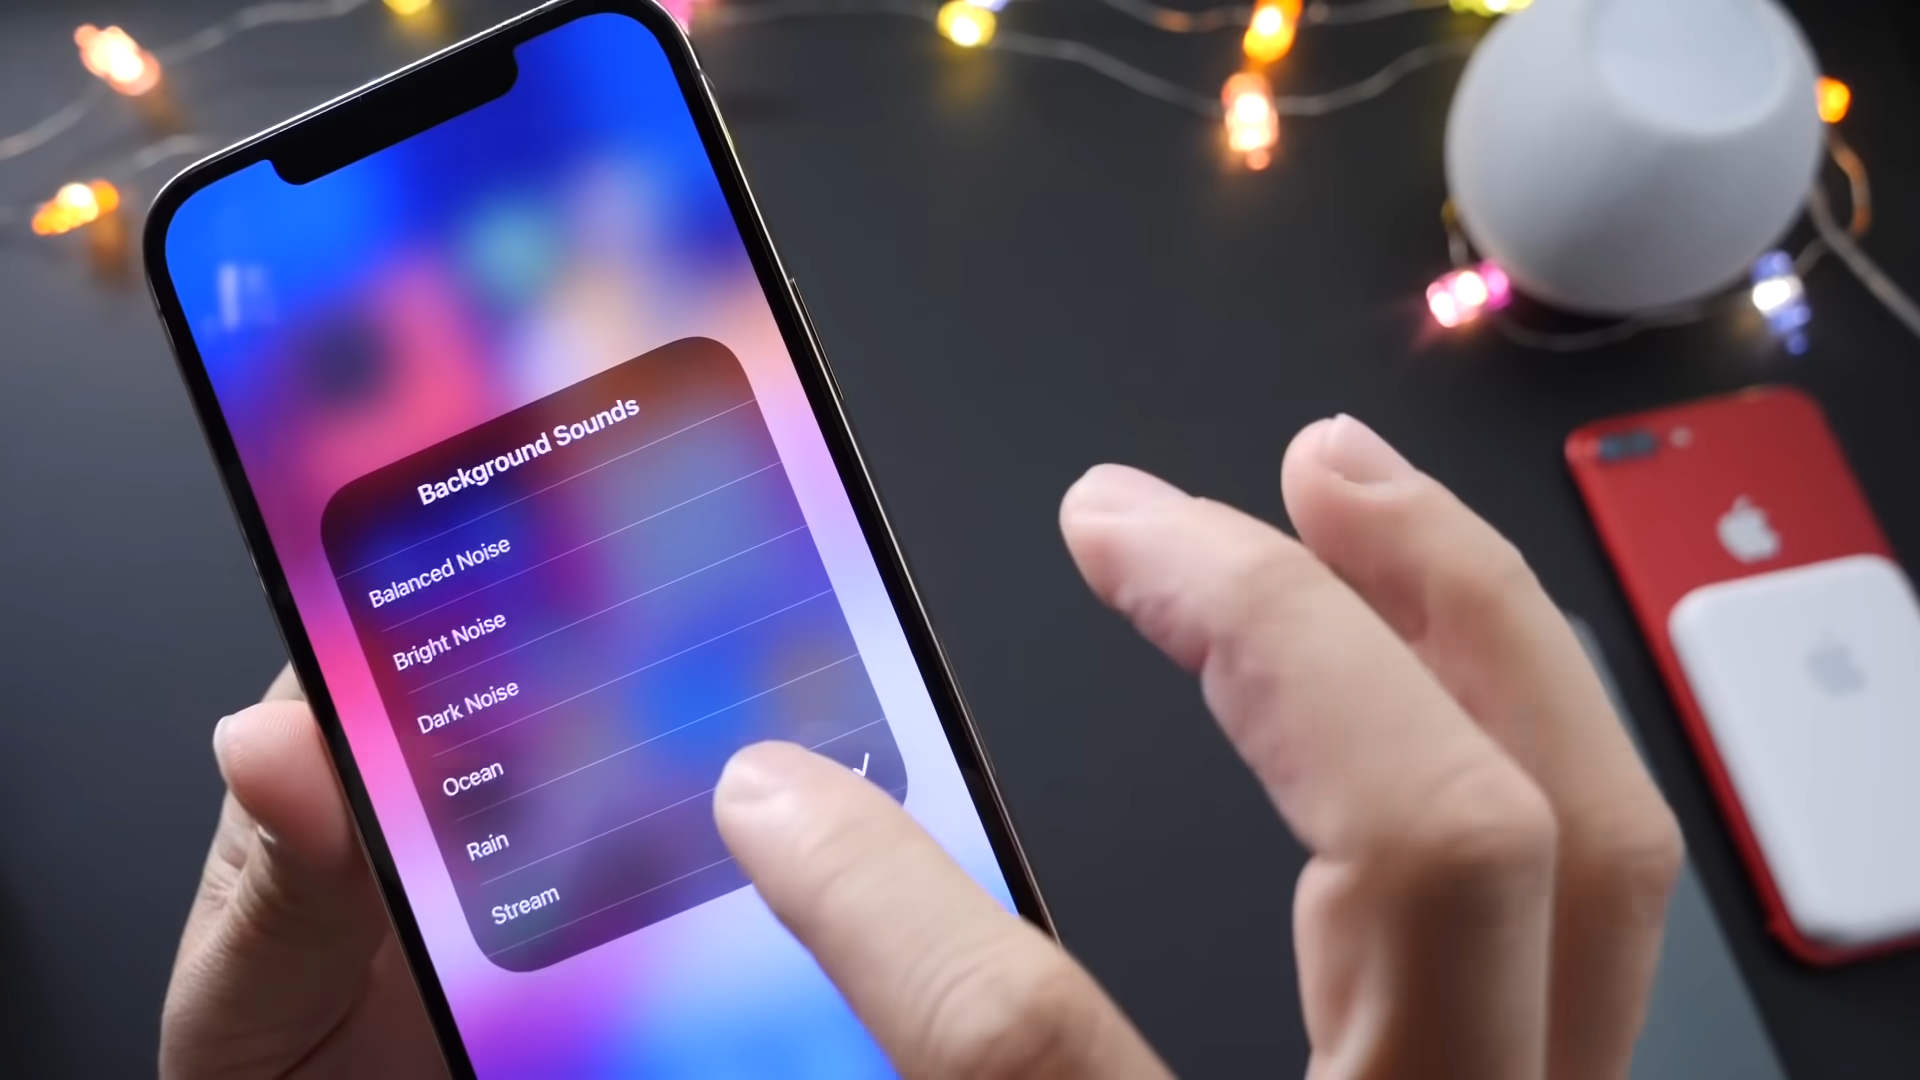 Background Sounds
Balanced Noise
Bright Noise
Dark Noise
Ocean
Rain
Stream